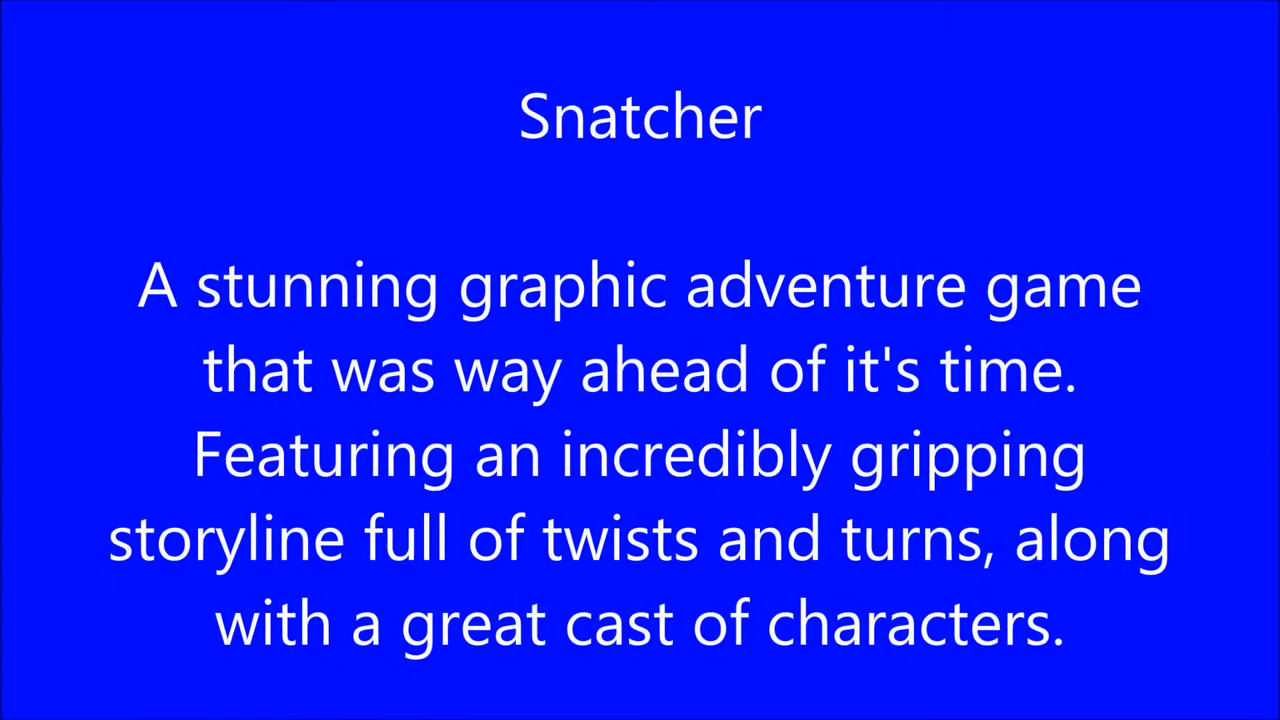 Snatcher
A stunning graphic adventure game
that was way ahead of it's time.
Featuring an incredibly gripping
storyline full of twists and turns, along
with a great cast of characters.